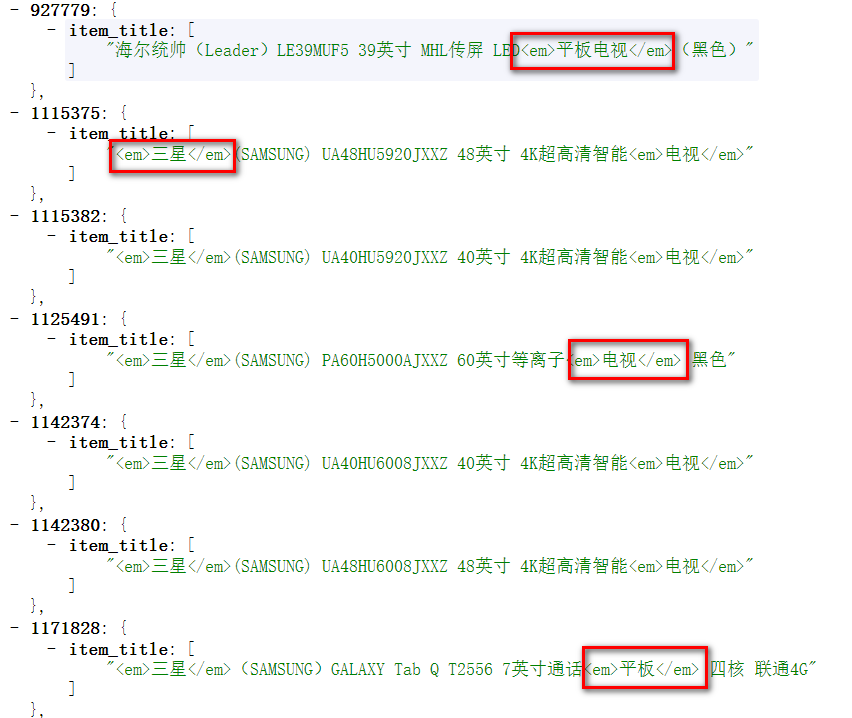 - 927779: {
- item_title: [
"海尔统帅（Leader）LE39MUF5 39英寸 MHL传屏 LED<em>平板电视</em>（黑色）"
]
},
- 1115375: {
- item_title: [
"<em>三星</em>(SAMSUNG) UA48HU5920JXXZ 48英寸 4K超高清智能<em>电视</em>"
]
},
- 1115382: {
- item_title: [
"<em>三星</em>(SAMSUNG) UA40HU5920JXXZ 40英寸 4K超高清智能<em>电视</em>"
]
},
- 1125491: {
- item_title: [
"<em>三星</em>(SAMSUNG) PA60H5000AJXXZ 60英寸等离子<em>电视</em> 黑色"
]
},
- 1142374: {
- item_title: [
"<em>三星</em>(SAMSUNG) UA40HU6008JXXZ 40英寸 4K超高清智能<em>电视</em>"
]
},
- 1142380: {
- item_title: [
"<em>三星</em>(SAMSUNG) UA48HU6008JXXZ 48英寸 4K超高清智能<em>电视</em>"
]
},
- 1171828: {
- item_title: [
"<em>三星</em>（SAMSUNG）GALAXY Tab Q T2556 7英寸通话<em>平板</em> 四核 联通4G"
]
},